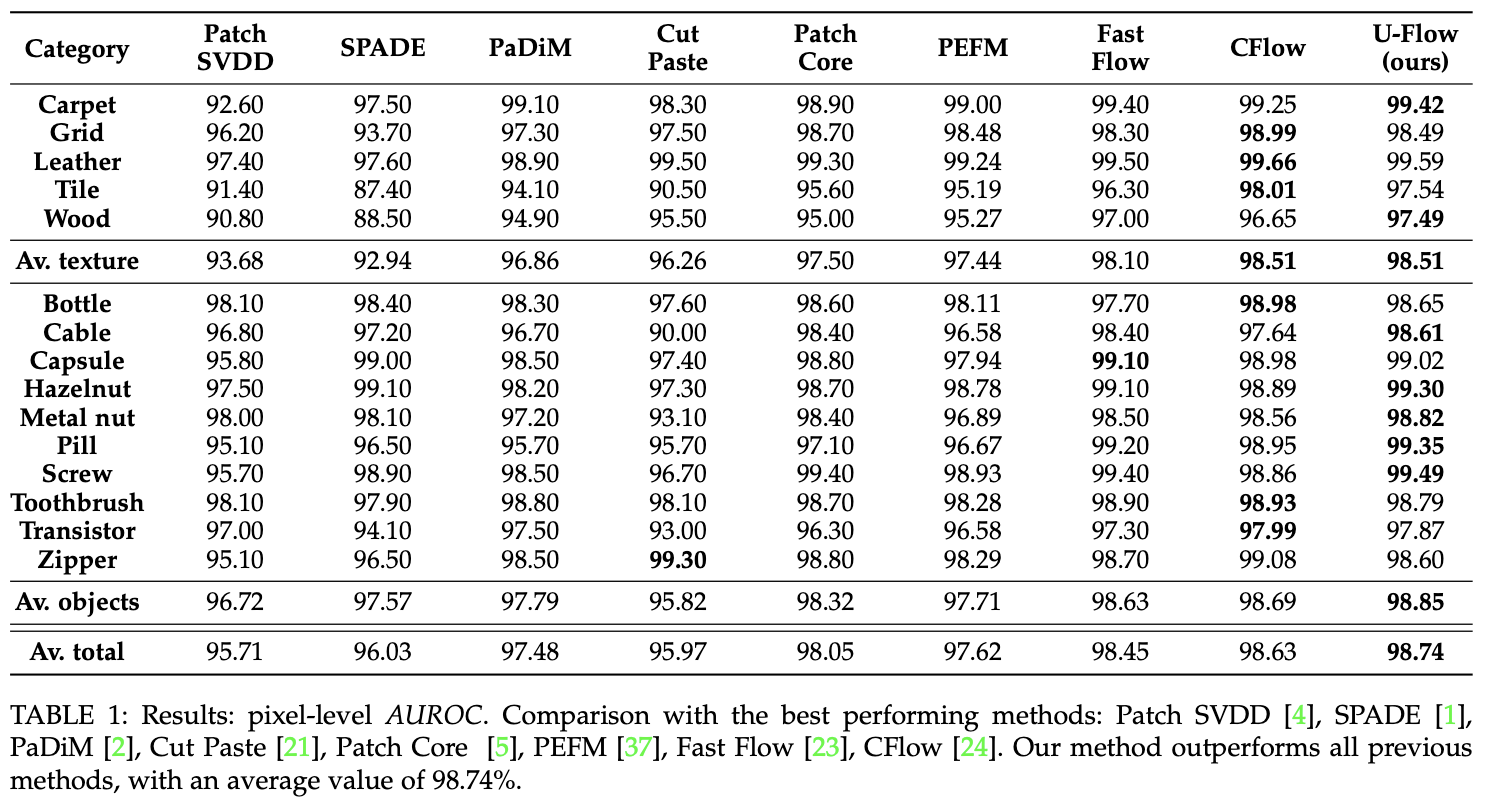 Category Patch SVDD SPADE PaDiM Cut Paste Patch Core PEFM Fast Flow CFlow U-Flow (ours)
Carpet 92.60 97.50 99.10 98.30 98.90 99.00 99.40 99.25 99.42
Grid 96.20 93.70 97.30 97.50 98.70 98.48 98.30 98.99 98.49
Leather 97.40 97.60 98.90 99.50 99.30 99.24 99.50 99.66 99.59
Tile 91.40 87.40 94.10 90.50 95.60 95.19 96.30 98.01 97.54
Wood 90.80 88.50 94.90 95.50 95.00 95.27 97.00 96.65 97.49
Av. texture 93.68 92.94 96.86 96.26 97.50 97.44 98.10 98.51 98.51
Bottle 98.10 98.40 98.30 97.60 98.60 98.11 97.70 98.98 98.65
Cable 96.80 97.20 96.70 90.00 98.40 96.58 98.40 97.64 98.61
Capsule 95.80 99.00 98.50 97.40 98.80 97.94 99.10 98.98 99.02
Hazelnut 97.50 99.10 98.20 97.30 98.70 98.78 99.10 98.89 99.30
Metal nut 98.00 98.10 97.20 93.10 98.40 96.89 98.50 98.56 98.82
Pill 95.10 96.50 95.70 95.70 97.10 96.67 99.20 98.95 99.35
Screw 95.70 98.90 98.50 96.70 99.40 98.93 99.40 98.86 99.49
Toothbrush 98.10 97.90 98.80 98.10 98.70 98.28 98.90 98.93 98.79
Transistor 97.00 94.10 97.50 93.00 96.30 96.58 97.30 97.99 97.87
Zipper 95.10 96.50 98.50 99.30 98.80 98.29 98.70 99.08 98.60
Av. objects 96.72 97.57 97.79 95.82 98.32 97.71 98.63 98.69 98.85
Av. total 95.71 96.03 97.48 95.97 98.05 97.62 98.45 98.63 98.74
TABLE 1: Results: pixel-level AUROC. Comparison with the best performing methods: Patch SVDD [4], SPADE [1],
PaDiM [2], Cut Paste [21], Patch Core [5], PEFM [37], Fast Flow [23], CFlow [24]. Our method outperforms all previous
methods, with an average value of 98.74%.